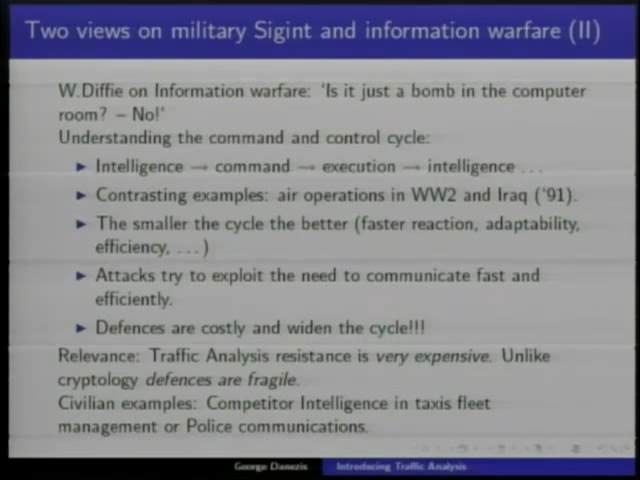 Two views on military Sigint and information warfare (II)
W.Diffie on Information warfare: 'Is it just a bomb in the computer
room? – No!'
Understanding the command and control cycle:
▶ Intelligence → command → execution → intelligence ...
▶ Contrasting examples: air operations in WW2 and Iraq ('91).
▶ The smaller the cycle the better (faster reaction, adaptability,
efficiency, ...)
▶ Attacks try to exploit the need to communicate fast and
efficiently.
▶ Defences are costly and widen the cycle!!!
Relevance: Traffic Analysis resistance is very expensive. Unlike
cryptology defences are fragile.
Civilian examples: Competitor Intelligence in taxis fleet
management or Police communications.
George Danezis Introducing Traffic Analysis